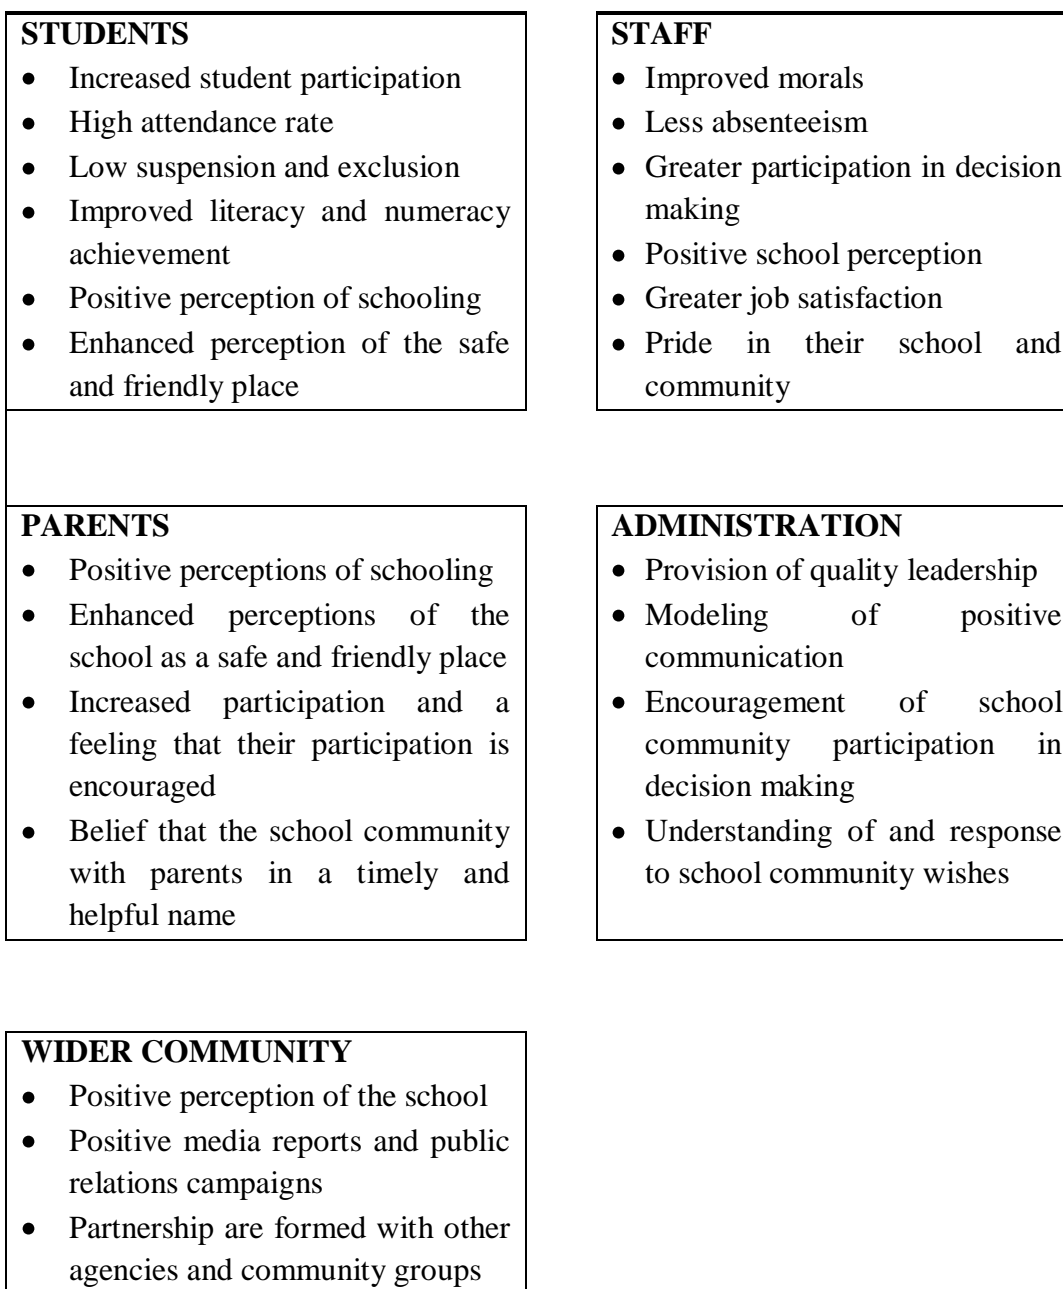 STUDENTS
• Increased student participation
• High attendance rate
• Low suspension and exclusion
• Improved literacy and numeracy
achievement
• Positive perception of schooling
• Enhanced perception of the safe
and friendly place
STAFF
• Improved morals
• Less absenteeism
• Greater participation in decision
making
• Positive school perception
• Greater job satisfaction
• Pride in their school and
community
PARENTS
• Positive perceptions of schooling
• Enhanced perceptions of the
school as a safe and friendly place
• Increased participation and a
feeling that their participation is
encouraged
• Belief that the school community
with parents in a timely and
helpful name
ADMINISTRATION
• Provision of quality leadership
• Modeling of positive
communication
• Encouragement of school
community participation in
decision making
• Understanding of and response
to school community wishes
WIDER COMMUNITY
• Positive perception of the school
• Positive media reports and public
relations campaigns
• Partnership are formed with other
agencies and community groups